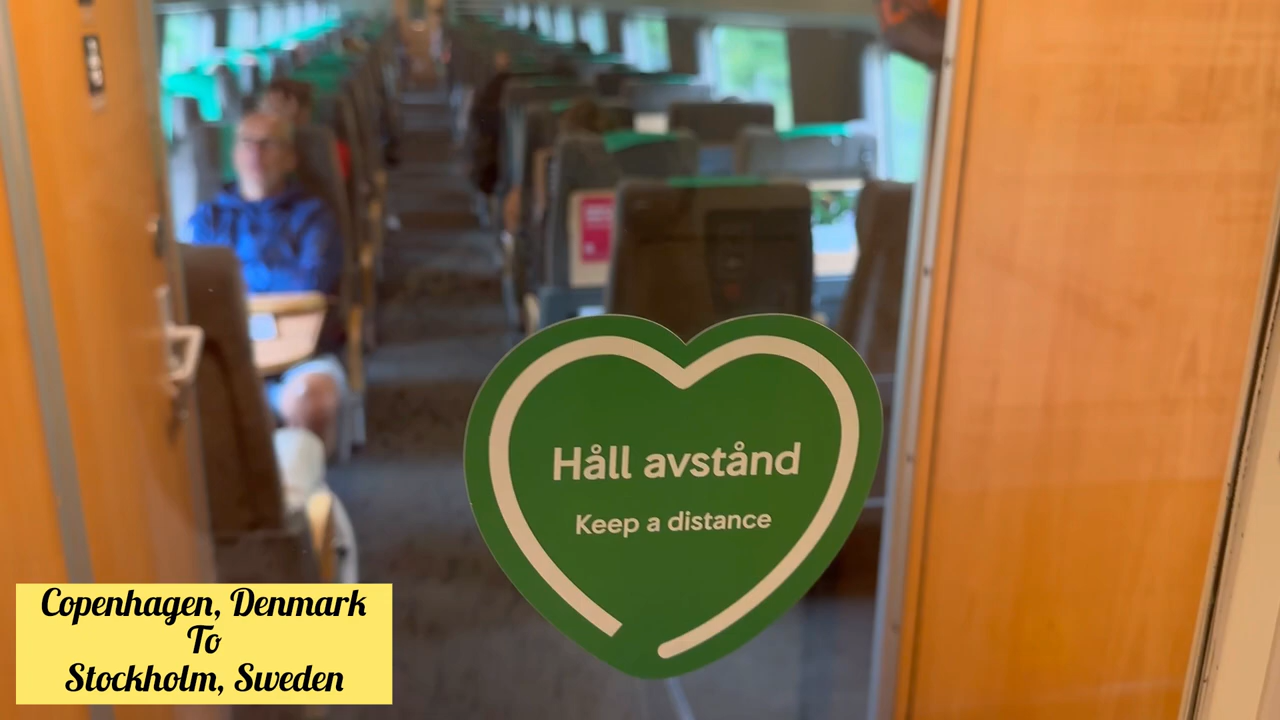 Håll avstånd
Keep a distance
Copenhagen, Denmark
To
Stockholm, Sweden